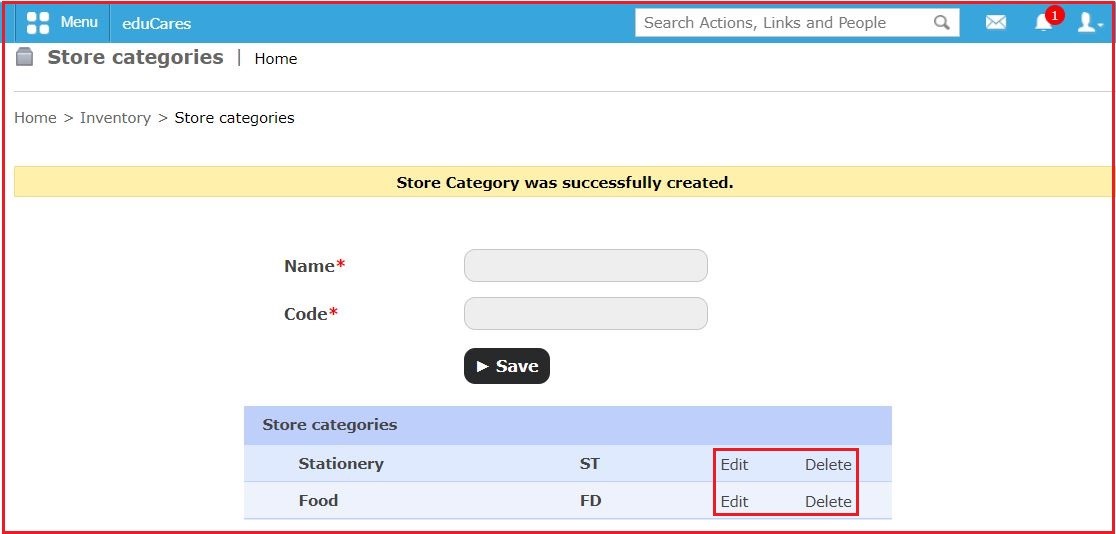 Menu eduCares Search Actions, Links and People 1
Store categories | Home
Home > Inventory > Store categories
Store Category was successfully created.
Name*
Code*
► Save
Store categories
Stationery ST Edit Delete
Food FD Edit Delete